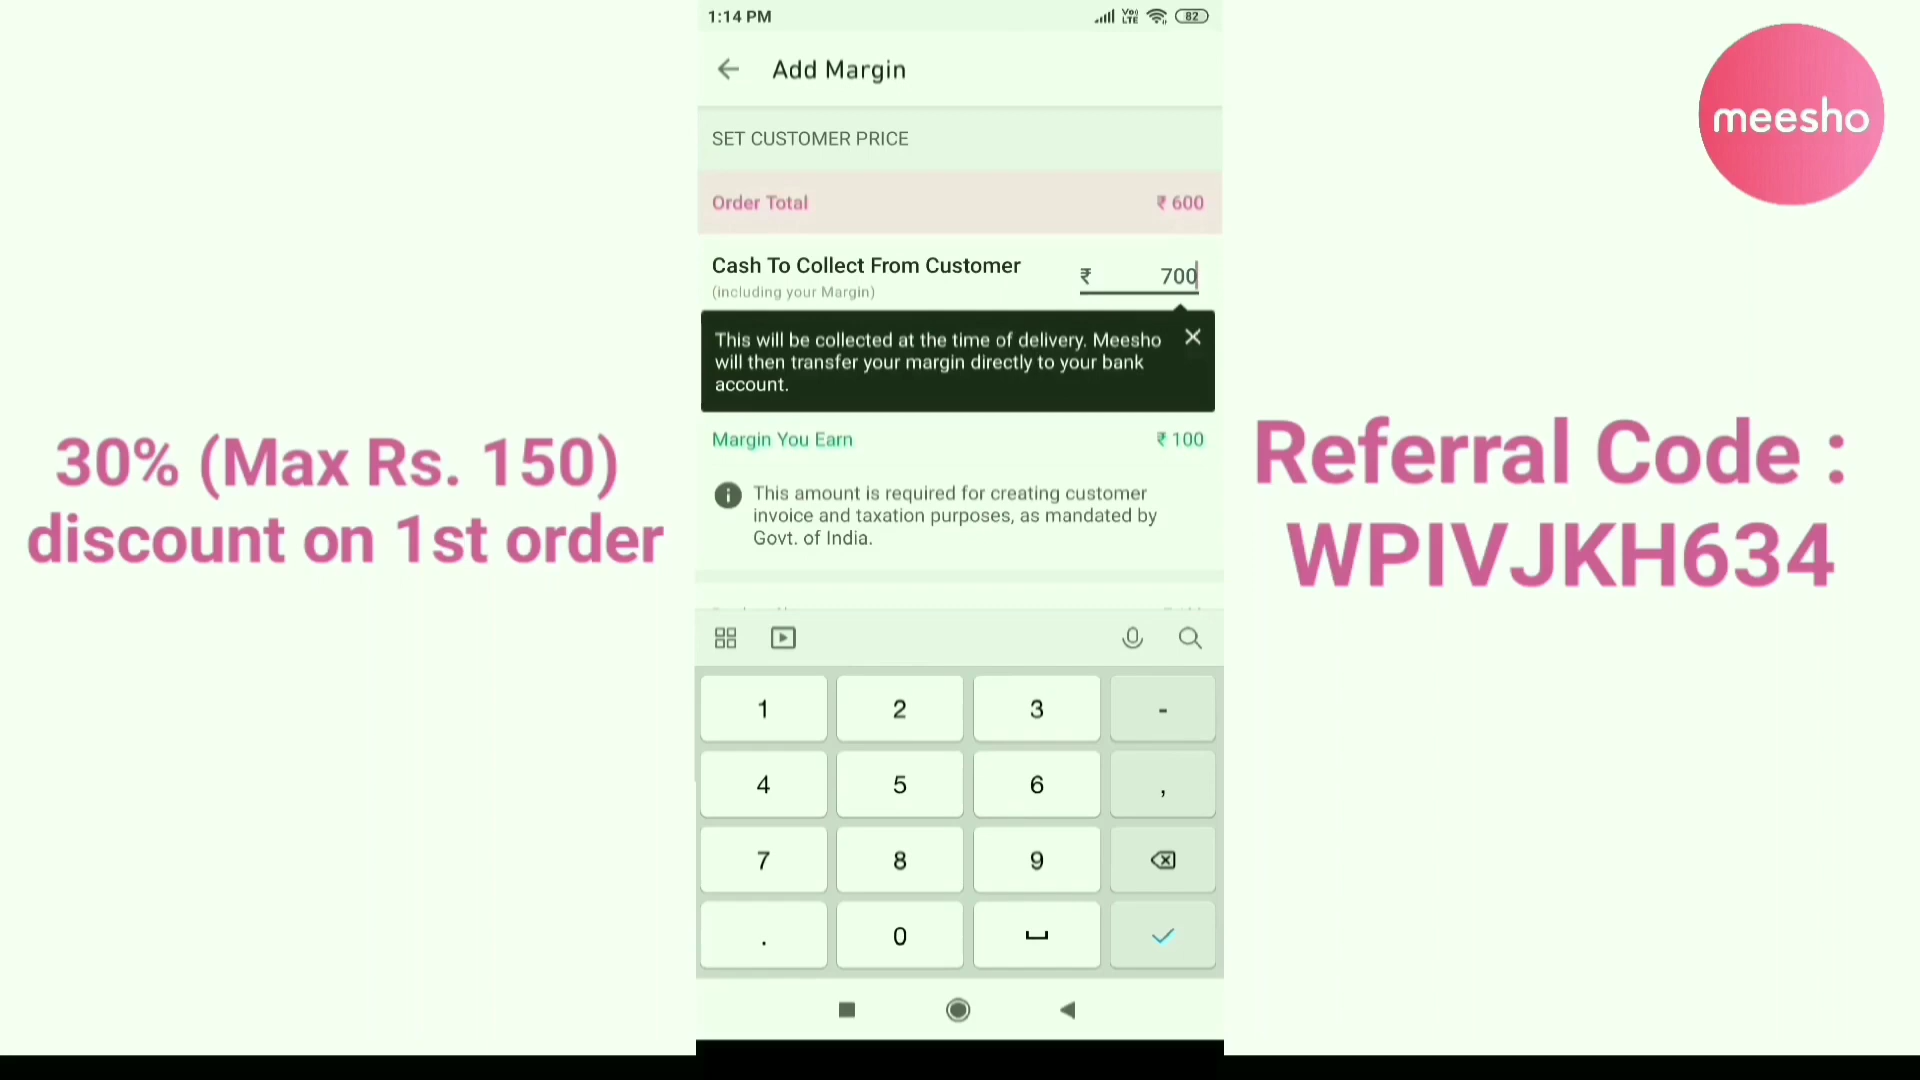 1:14 PM
Vo)
LTE
82
Add Margin
meesho
SET CUSTOMER PRICE
Order Total
₹ 600
Cash To Collect From Customer
₹ 700
(including your Margin)
This will be collected at the time of delivery. Meesho
will then transfer your margin directly to your bank
account.
Margin You Earn
₹ 100
This amount is required for creating customer
invoice and taxation purposes, as mandated by
Govt. of India.
30% (Max Rs. 150)
discount on 1st order
Referral Code :
WPIVJKH634
1 2 3 -
4 5 6 ,
7 8 9
. 0